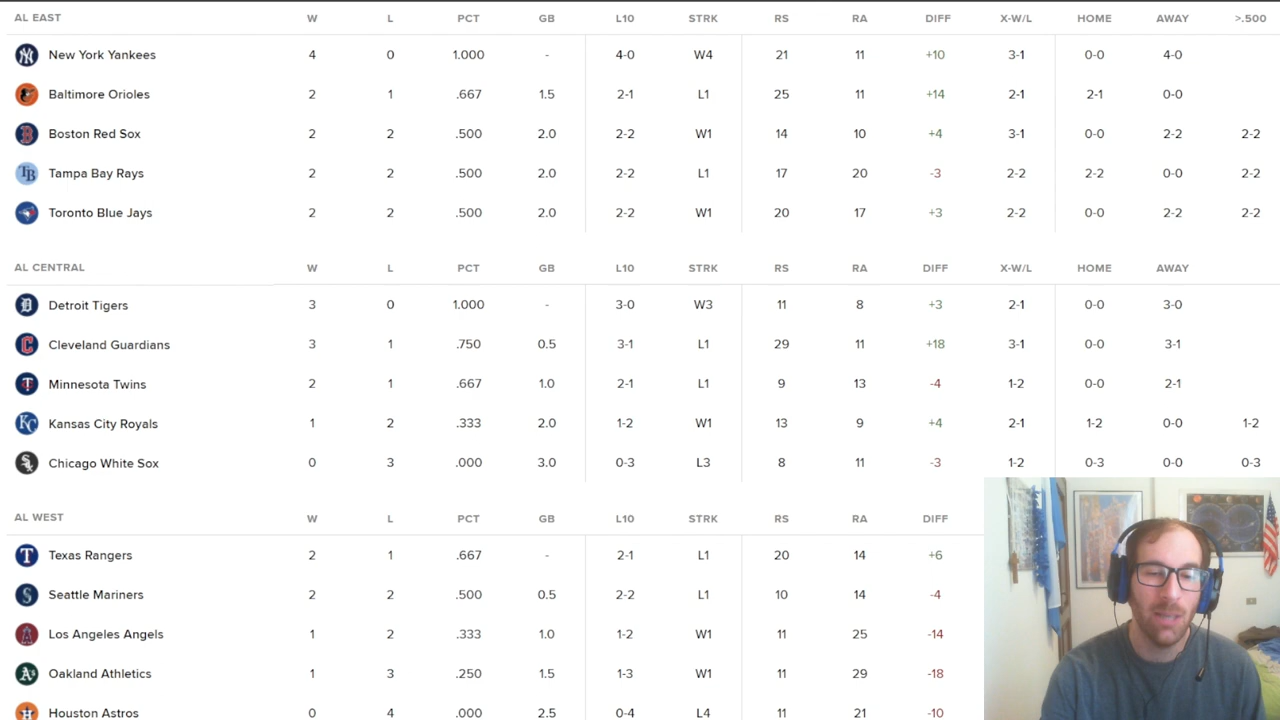 AL EAST W L PCT GB L10 STRK RS RA DIFF X-W/L HOME AWAY >.500
New York Yankees 4 0 1.000 - 4-0 W4 21 11 +10 3-1 0-0 4-0
Baltimore Orioles 2 1 .667 1.5 2-1 L1 25 11 +14 2-1 2-1 0-0
Boston Red Sox 2 2 .500 2.0 2-2 W1 14 10 +4 3-1 0-0 2-2 2-2
Tampa Bay Rays 2 2 .500 2.0 2-2 L1 17 20 -3 2-2 2-2 0-0 2-2
Toronto Blue Jays 2 2 .500 2.0 2-2 W1 20 17 +3 2-2 0-0 2-2 2-2
AL CENTRAL W L PCT GB L10 STRK RS RA DIFF X-W/L HOME AWAY
Detroit Tigers 3 0 1.000 - 3-0 W3 11 8 +3 2-1 0-0 3-0
Cleveland Guardians 3 1 .750 0.5 3-1 L1 29 11 +18 3-1 0-0 3-1
Minnesota Twins 2 1 .667 1.0 2-1 L1 9 13 -4 1-2 0-0 2-1
Kansas City Royals 1 2 .333 2.0 1-2 W1 13 9 +4 2-1 1-2 0-0 1-2
Chicago White Sox 0 3 .000 3.0 0-3 L3 8 11 -3 1-2 0-3 0-0 0-3
AL WEST W L PCT GB L10 STRK RS RA DIFF
Texas Rangers 2 1 .667 - 2-1 L1 20 14 +6
Seattle Mariners 2 2 .500 0.5 2-2 L1 10 14 -4
Los Angeles Angels 1 2 .333 1.0 1-2 W1 11 25 -14
Oakland Athletics 1 3 .250 1.5 1-3 W1 11 29 -18
Houston Astros 0 4 .000 2.5 0-4 L4 11 21 -10